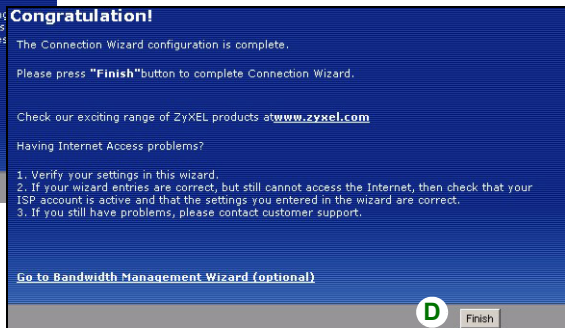 Congratulation!
The Connection Wizard configuration is complete.
Please press "Finish"button to complete Connection Wizard.
Check our exciting range of ZyXEL products atwww.zyxel.com
Having Internet Access problems?
1. Verify your settings in this wizard.
2. If your wizard entries are correct, but still cannot access the Internet, then check that your
ISP account is active and that the settings you entered in the wizard are correct.
3. If you still have problems, please contact customer support.
Go to Bandwidth Management Wizard (optional)
D
Finish